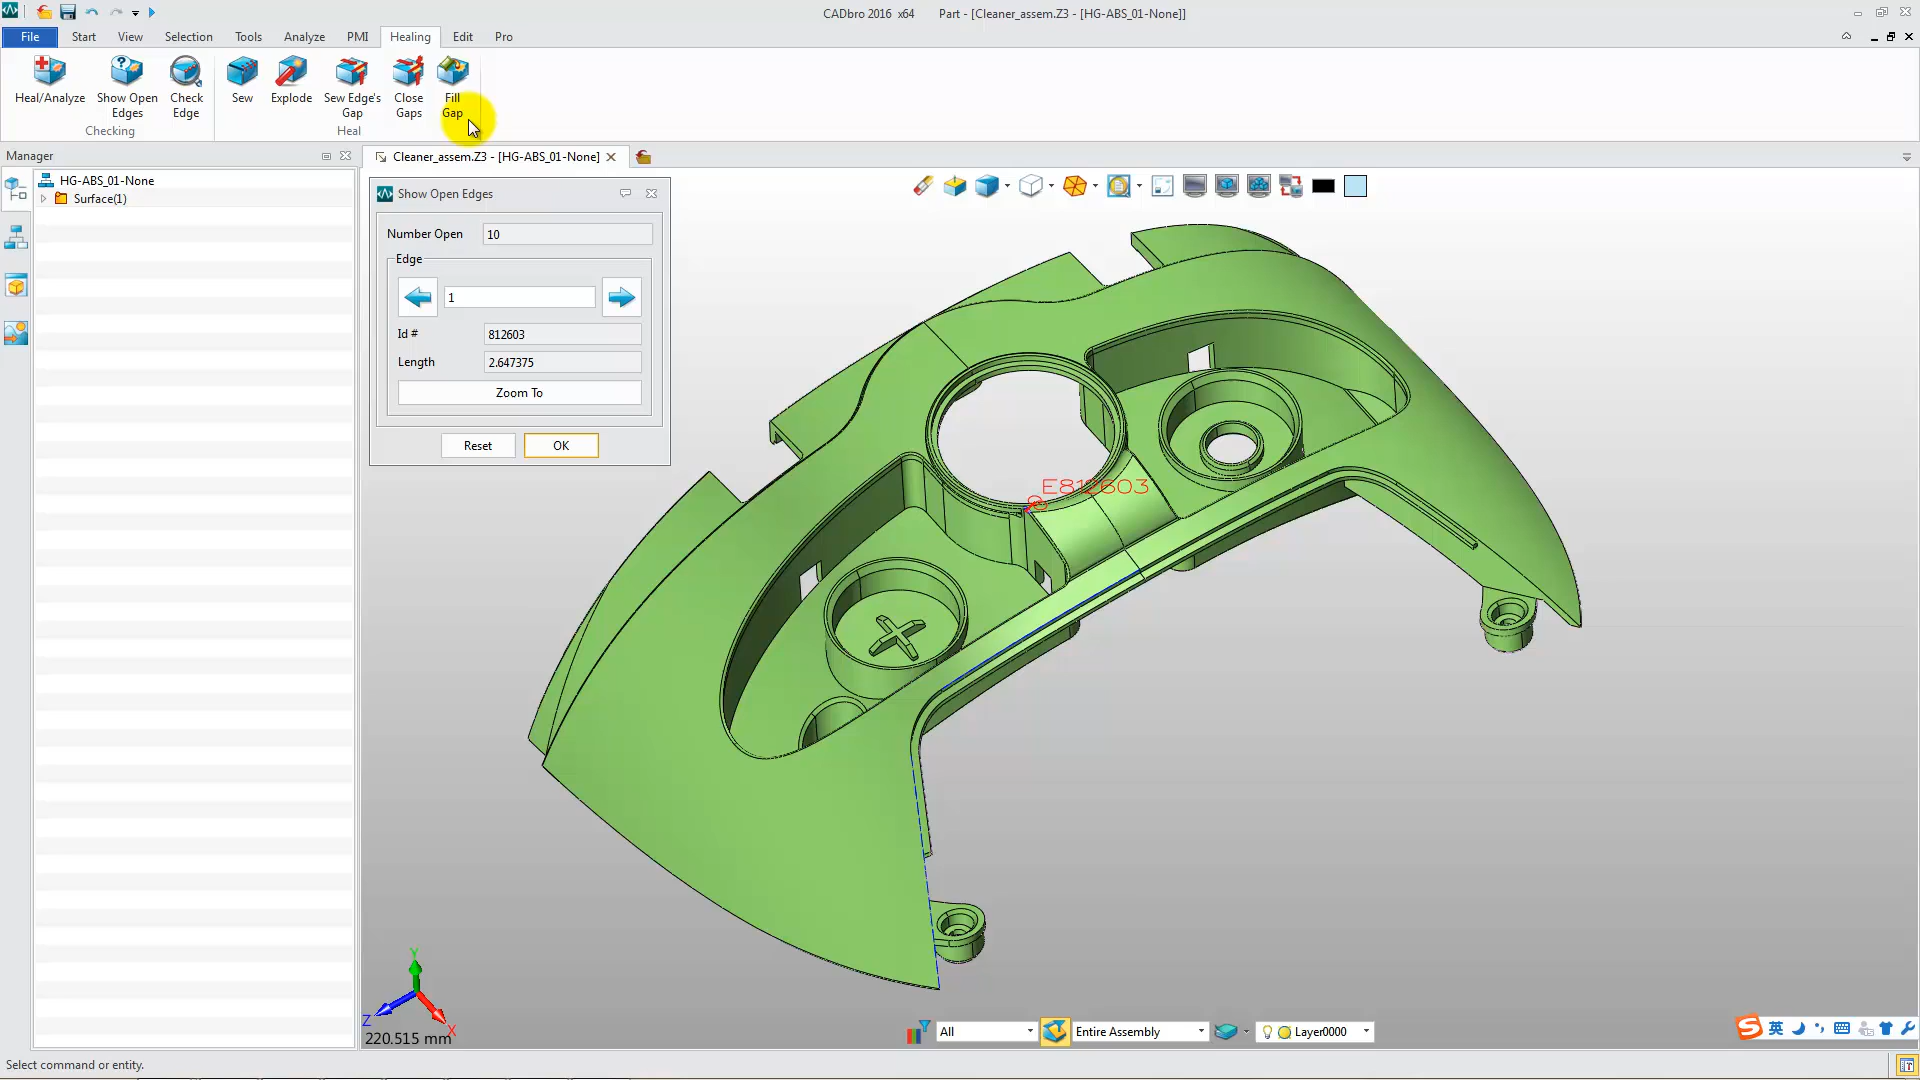 CADbro 2016 x64 Part - [Cleaner_assem.Z3 - [HG-ABS_01-None]]
File Start View Selection Tools Analyze PMI Healing Edit Pro
Heal/Analyze Show Open Edges Check Edge Sew Explode Sew Edge's Gap Close Gaps Fill Gap
Checking Heal
Manager
Cleaner_assem.Z3 - [HG-ABS_01-None]
HG-ABS_01-None
Surface(1)
Show Open Edges
Number Open 10
Edge
1
Id # 812603
Length 2.647375
Zoom To
Reset OK
E812603
Y
Z
X
220.515 mm
All Entire Assembly Layer0000
S 英
Select command or entity.